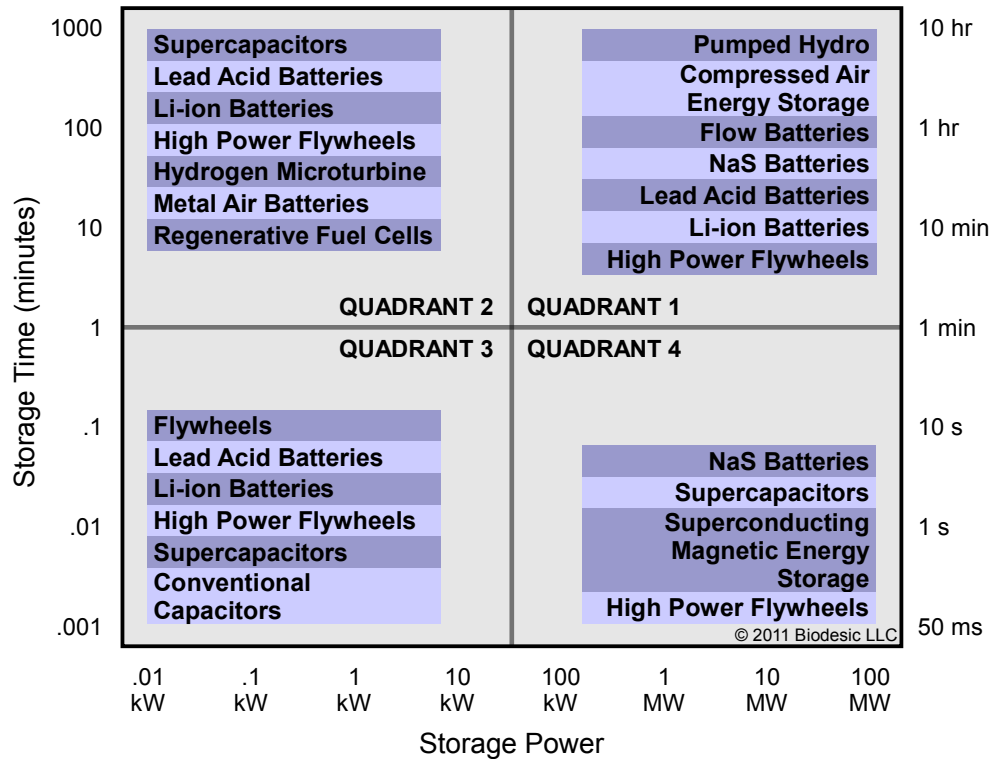 1000
100
10
1
.1
.01
.001
Storage Time (minutes)
Supercapacitors
Lead Acid Batteries
Li-ion Batteries
High Power Flywheels
Hydrogen Microturbine
Metal Air Batteries
Regenerative Fuel Cells
QUADRANT 2
Pumped Hydro
Compressed Air
Energy Storage
Flow Batteries
NaS Batteries
Lead Acid Batteries
Li-ion Batteries
High Power Flywheels
QUADRANT 1
QUADRANT 3
Flywheels
Lead Acid Batteries
Li-ion Batteries
High Power Flywheels
Supercapacitors
Conventional
Capacitors
QUADRANT 4
NaS Batteries
Supercapacitors
Superconducting
Magnetic Energy
Storage
High Power Flywheels
© 2011 Biodesic LLC
10 hr
1 hr
10 min
1 min
10 s
1 s
50 ms
.01 kW
.1 kW
1 kW
10 kW
100 kW
1 MW
10 MW
100 MW
Storage Power